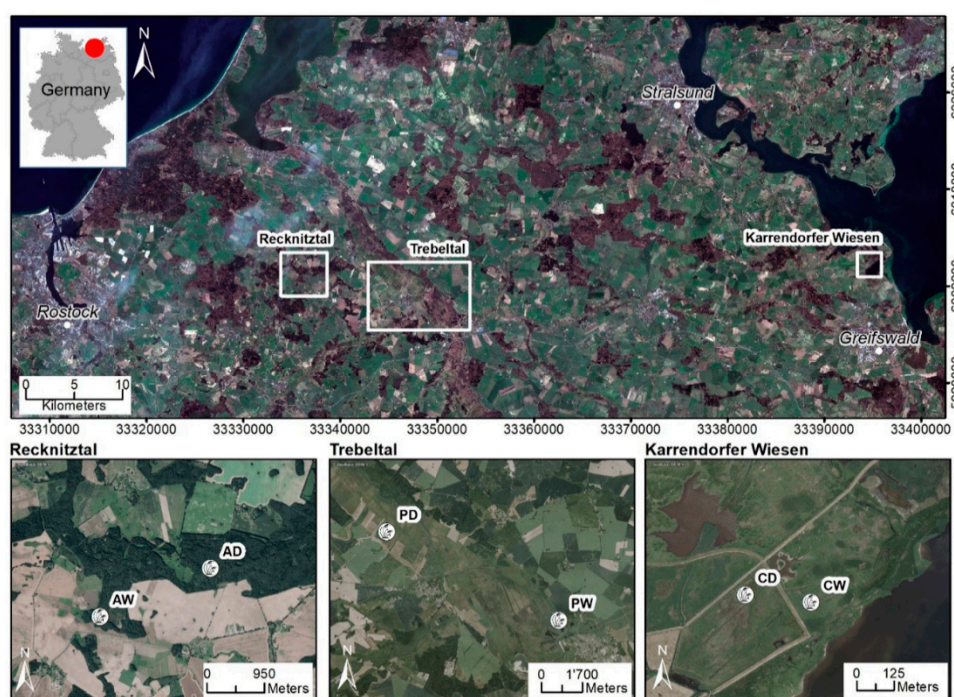 Germany
N
Stralsund
Recknitztal
Trebeltal
Karrendorfer Wiesen
Rostock
Greifswald
0 5 10
Kilometers
33310000 33320000 33330000 33340000 33350000 33360000 33370000 33380000 33390000 33400000
Recknitztal
AD
AW
N
0 950
Meters
Trebeltal
PD
PW
N
0 1'700
Meters
Karrendorfer Wiesen
CD
CW
N
0 125
Meters